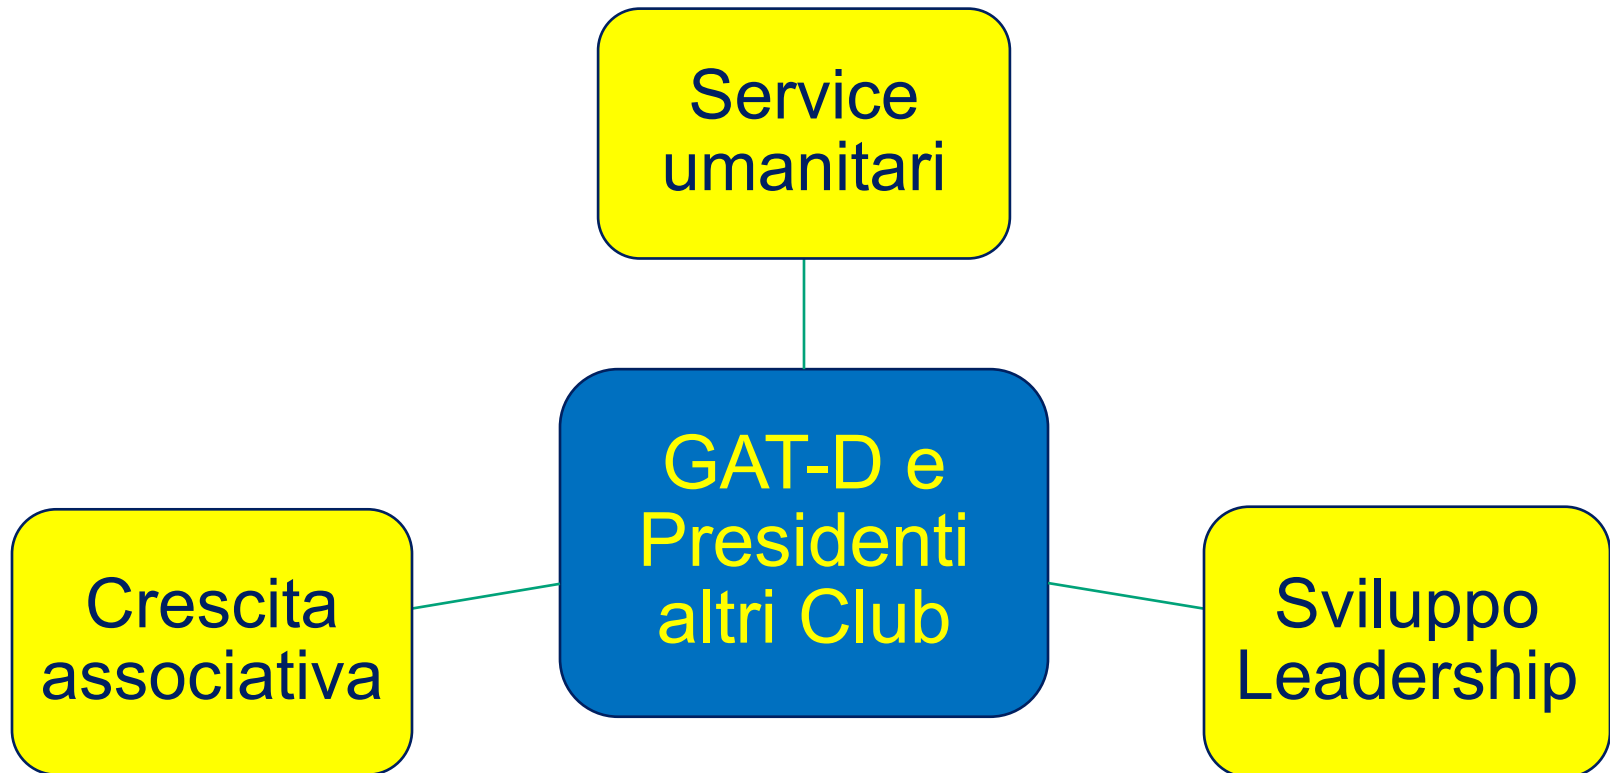 Service
umanitari
GAT-D e
Presidenti
altri Club
Crescita
associativa
Sviluppo
Leadership